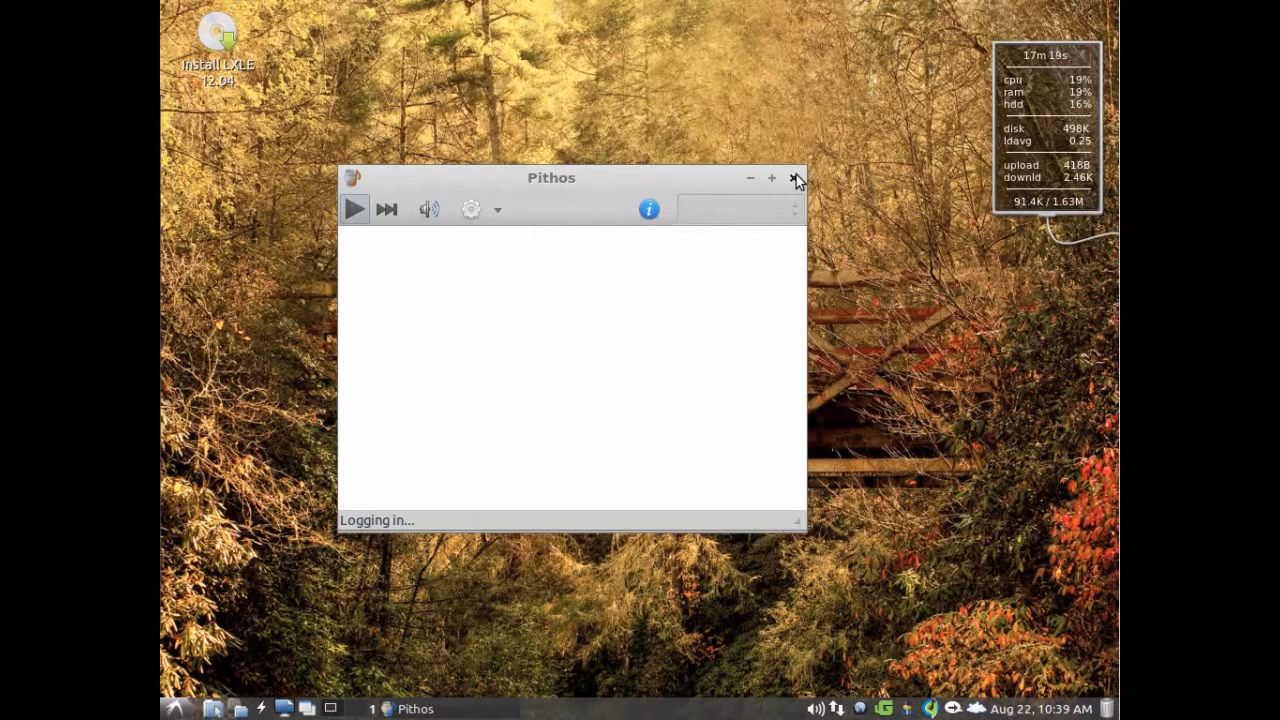 Install LXLE
12.04
17m 19s
cpu 19%
ram 19%
hdd 16%
disk 498K
ldavg 0.25
upload 418B
downld 2.46K
91.4K / 1.63M
Pithos
Logging in...
1 Pithos
Aug 22, 10:39 AM